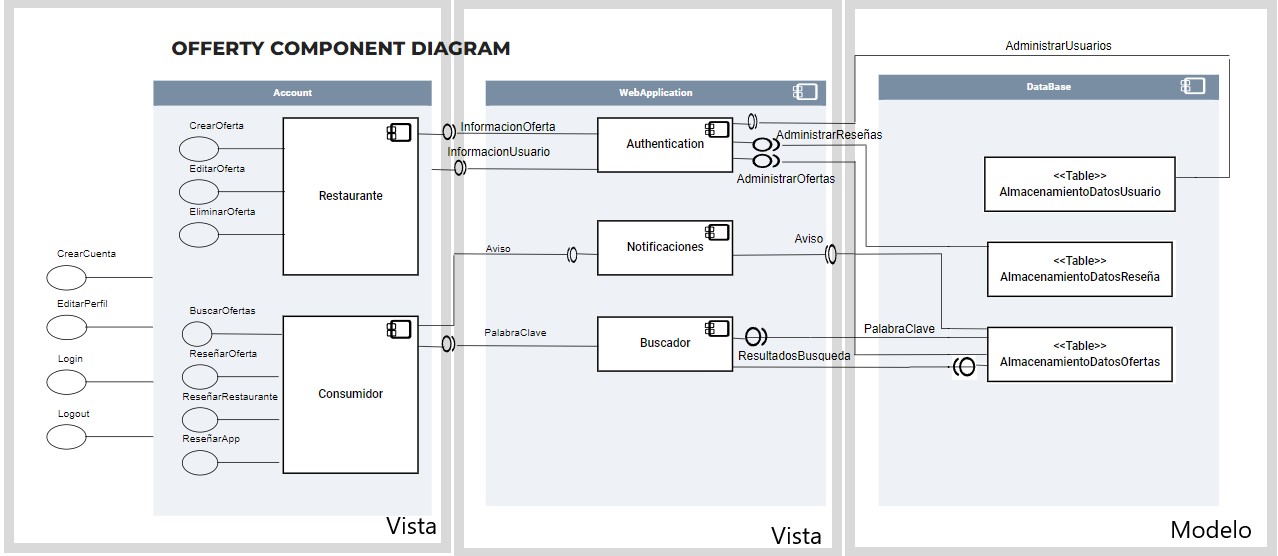 OFFERTY COMPONENT DIAGRAM
Account
CrearOferta
EditarOferta
EliminarOferta
Restaurante
CrearCuenta
EditarPerfil
Login
Logout
BuscarOfertas
ReseñarOferta
ReseñarRestaurante
ReseñarApp
Consumidor
Vista
InformacionOferta
InformacionUsuario
Aviso
PalabraClave
WebApplication
Authentication
Notificaciones
Buscador
AdministrarReseñas
AdministrarOfertas
Aviso
ResultadosBusqueda
Vista
AdministrarUsuarios
DataBase
<<Table>>
AlmacenamientoDatosUsuario
<<Table>>
AlmacenamientoDatosReseña
PalabraClave
<<Table>>
AlmacenamientoDatosOfertas
Modelo